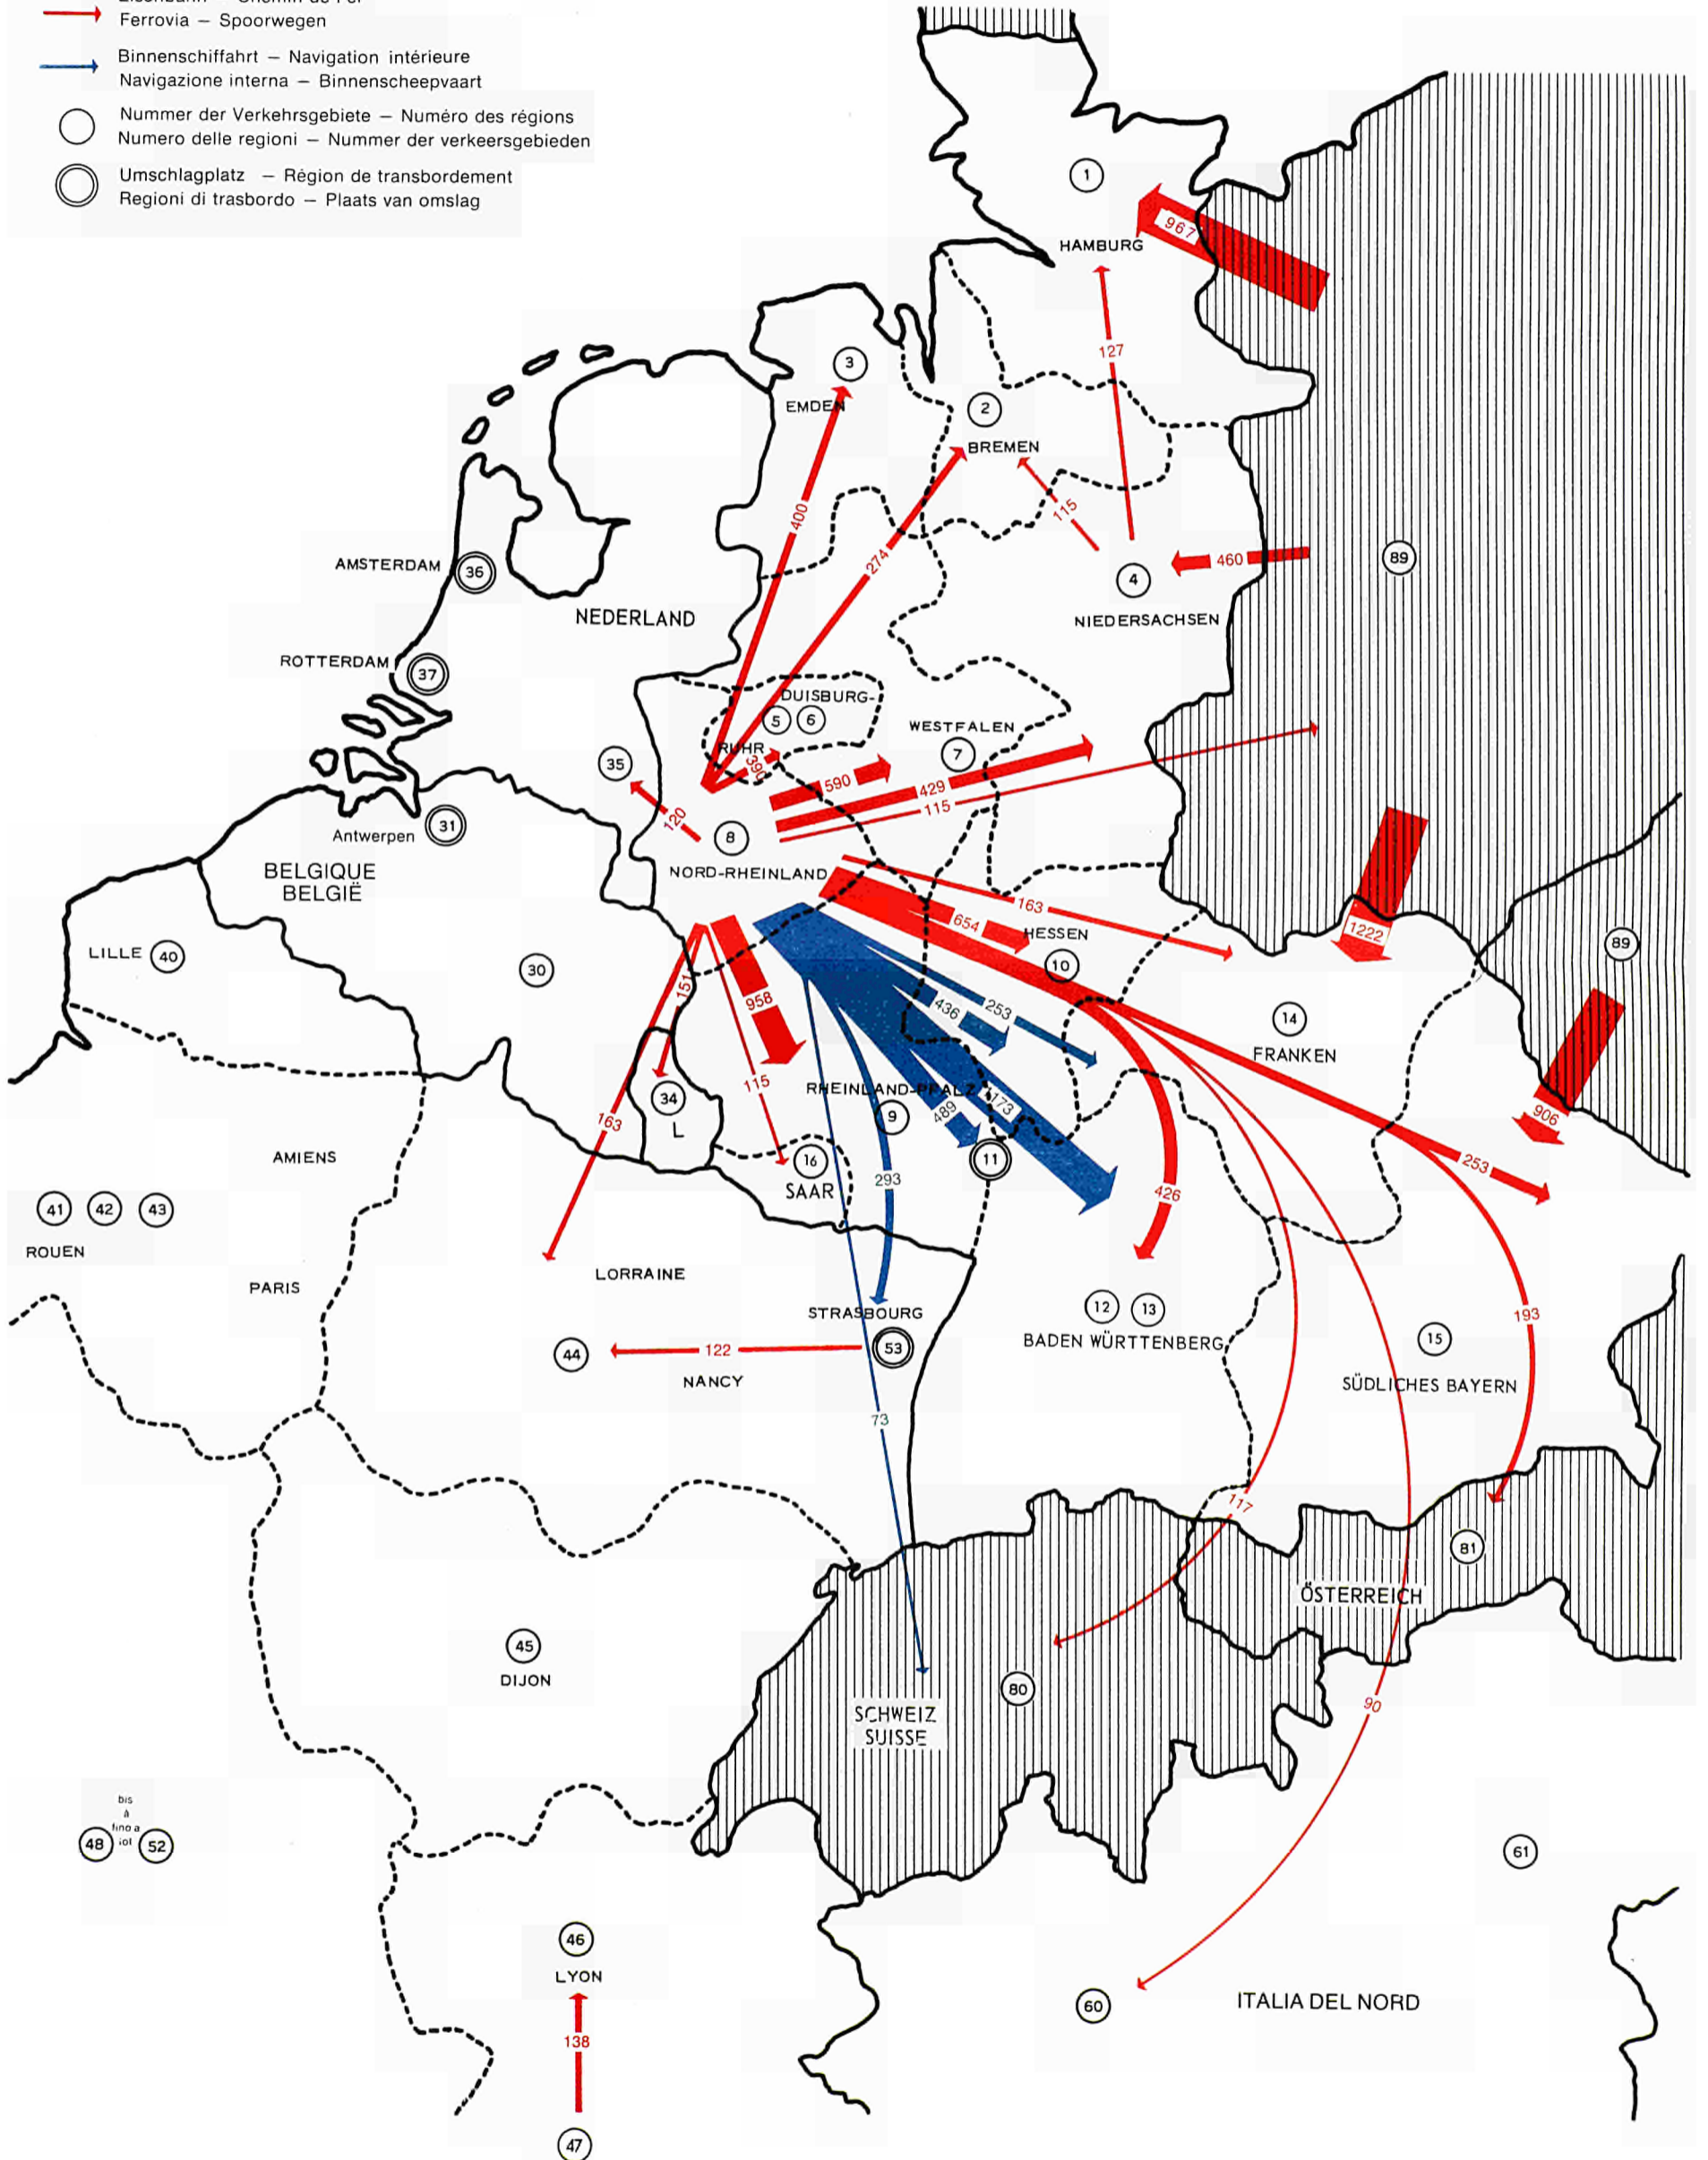 Ferrovia – Spoorwegen
Binnenschiffahrt – Navigation intérieure
Navigazione interna – Binnenscheepvaart
Nummer der Verkehrsgebiete – Numéro des régions
Numero delle regioni – Nummer der verkeersgebieden
Umschlagplatz – Région de transbordement
Regioni di trasbordo – Plaats van omslag
1
967
HAMBURG
127
3
EMDEN
2
BREMEN
400
115
274
460
89
4
NIEDERSACHSEN
AMSTERDAM
36
NEDERLAND
ROTTERDAM
37
DUISBURG-
5
6
RUHR
WESTFALEN
7
35
390
590
429
115
120
8
Antwerpen
31
NORD-RHEINLAND
BELGIQUE
BELGIË
163
654
HESSEN
1222
89
LILLE
40
30
10
151
958
436
253
14
FRANKEN
115
RHEINLAND-PFALZ
9
489
173
906
34
L
163
AMIENS
16
SAAR
11
253
293
426
41
42
43
ROUEN
PARIS
LORRAINE
STRASBOURG
53
12
13
BADEN WÜRTTENBERG
193
15
SÜDLICHES BAYERN
44
122
NANCY
73
117
81
ÖSTERREICH
45
DIJON
80
SCHWEIZ
SUISSE
90
bis
à
fino a
48
52
61
46
LYON
60
ITALIA DEL NORD
138
47